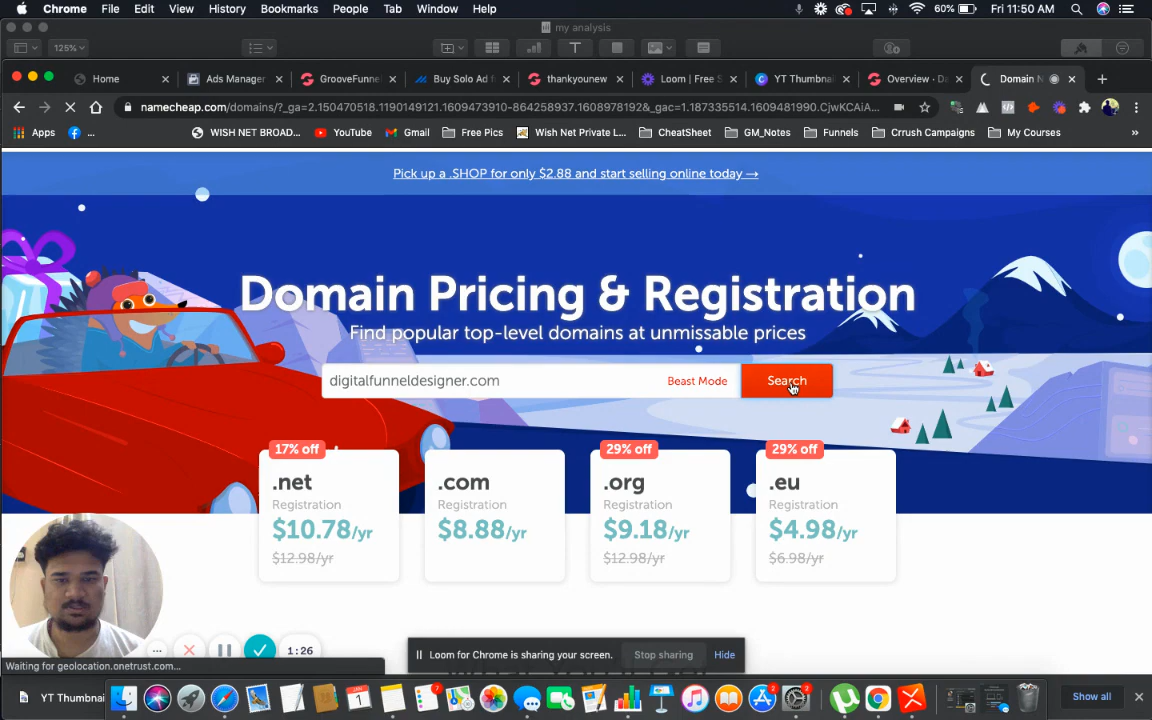 Chrome File Edit View History Bookmarks People Tab Window Help 60% Fri 11:50 AM
my analysis
125%
Home Ads Manager GrooveFunne Buy Solo Ad f thankyounew Loom | Free S YT Thumbnai Overview - Da Domain N
namecheap.com/domains/?_ga=2.150470518.1190149121.1609473910-864258937.1608978192&_gac=1.187335514.1609481990.CjwKCAiA...
Apps ... WISH NET BROAD... YouTube Gmail Free Pics Wish Net Private L... CheatSheet GM_Notes Funnels Crrush Campaigns My Courses »
Pick up a .SHOP for only $2.88 and start selling online today →
Domain Pricing & Registration
Find popular top-level domains at unmissable prices
digitalfunneldesigner.com Beast Mode Search
17% off 29% off 29% off
.net .com .org .eu
Registration Registration Registration Registration
$10.78/yr $8.88/yr $9.18/yr $4.98/yr
$12.98/yr $12.98/yr $6.98/yr
1:26
Loom for Chrome is sharing your screen. Stop sharing Hide
Waiting for geolocation.onetrust.com...
YT Thumbnai Show all